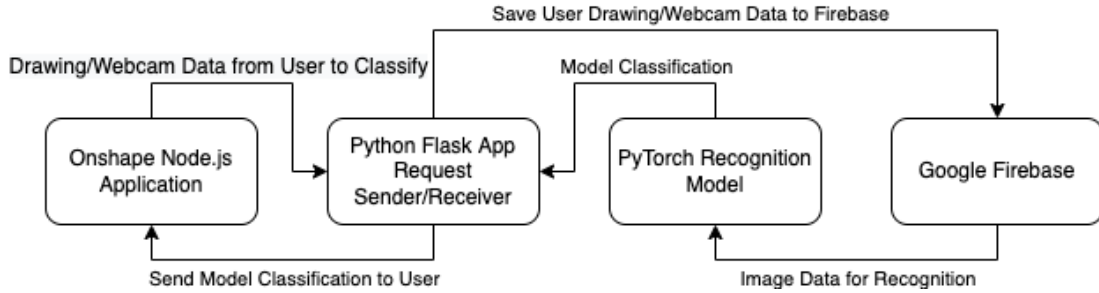 Save User Drawing/Webcam Data to Firebase
Drawing/Webcam Data from User to Classify
Model Classification
Onshape Node.js
Application
Python Flask App
Request
Sender/Receiver
PyTorch Recognition
Model
Google Firebase
Send Model Classification to User
Image Data for Recognition